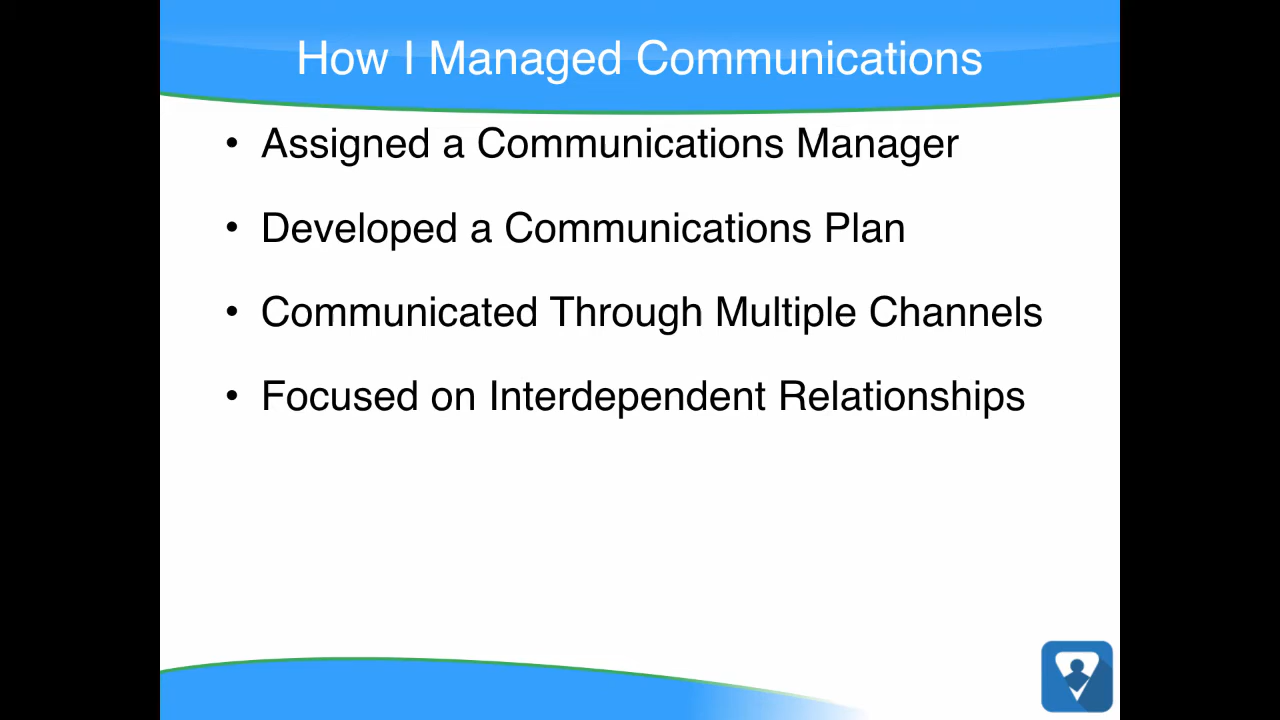 How I Managed Communications
• Assigned a Communications Manager
• Developed a Communications Plan
• Communicated Through Multiple Channels
• Focused on Interdependent Relationships